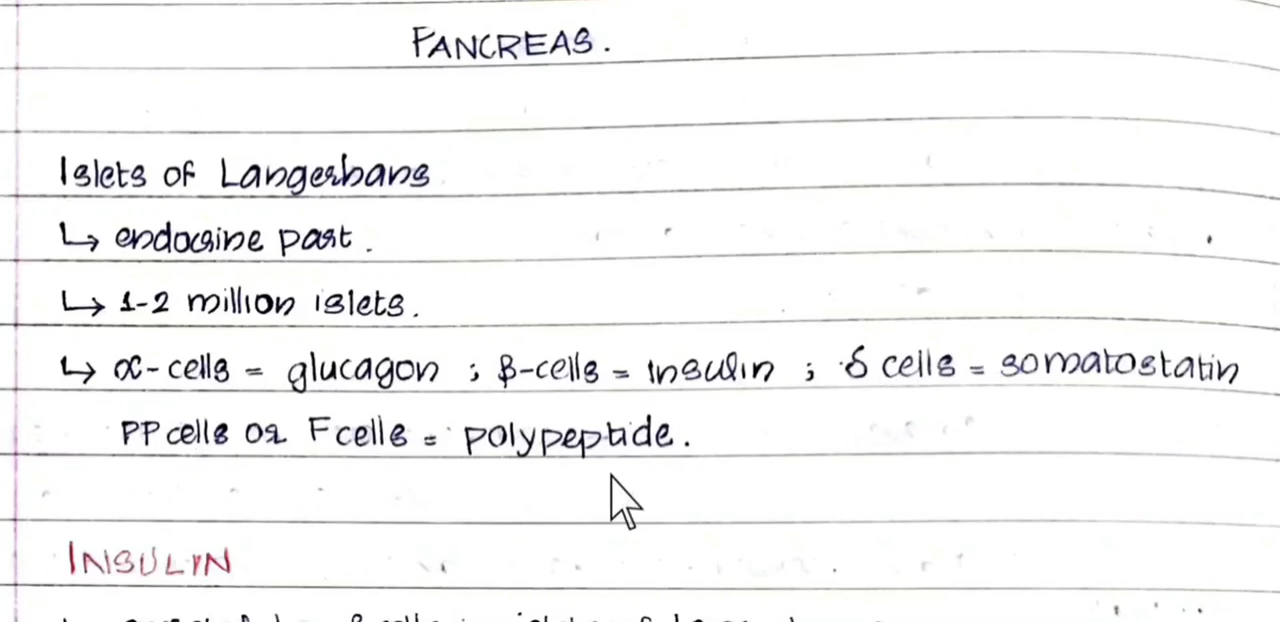 PANCREAS.
Islets of Langerhans
↳ endocrine part.
↳ 1-2 million islets.
↳ α-cells = glucagon ; β-cells = insulin ; δ cells = somatostatin
PP cells or F cells = polypeptide.
INSULIN